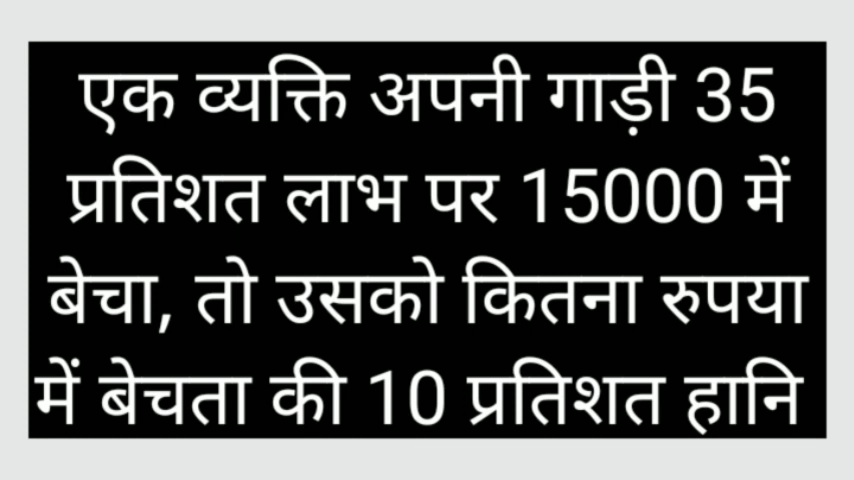 एक व्यक्ति अपनी गाड़ी 35
प्रतिशत लाभ पर 15000 में
बेचा, तो उसको कितना रुपया
में बेचता की 10 प्रतिशत हानि